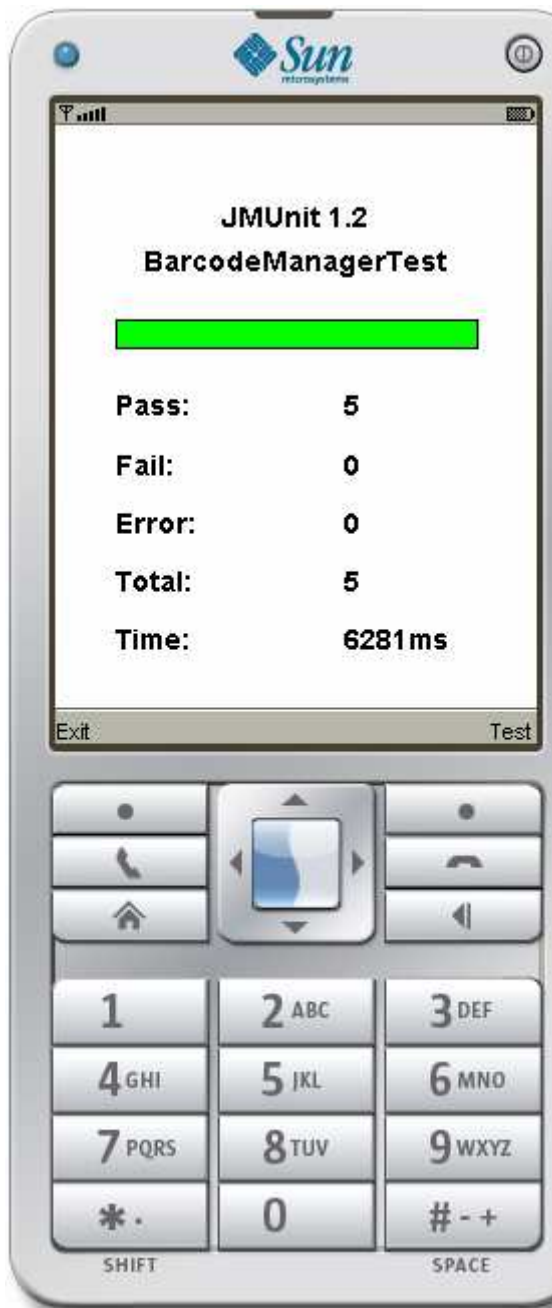 Sun
microsystems
JMUnit 1.2
BarcodeManagerTest
Pass: 5
Fail: 0
Error: 0
Total: 5
Time: 6281ms
Exit Test
1 2 ABC 3 DEF
4 GHI 5 JKL 6 MNO
7 PQRS 8 TUV 9 WXYZ
* . 0 # - +
SHIFT SPACE